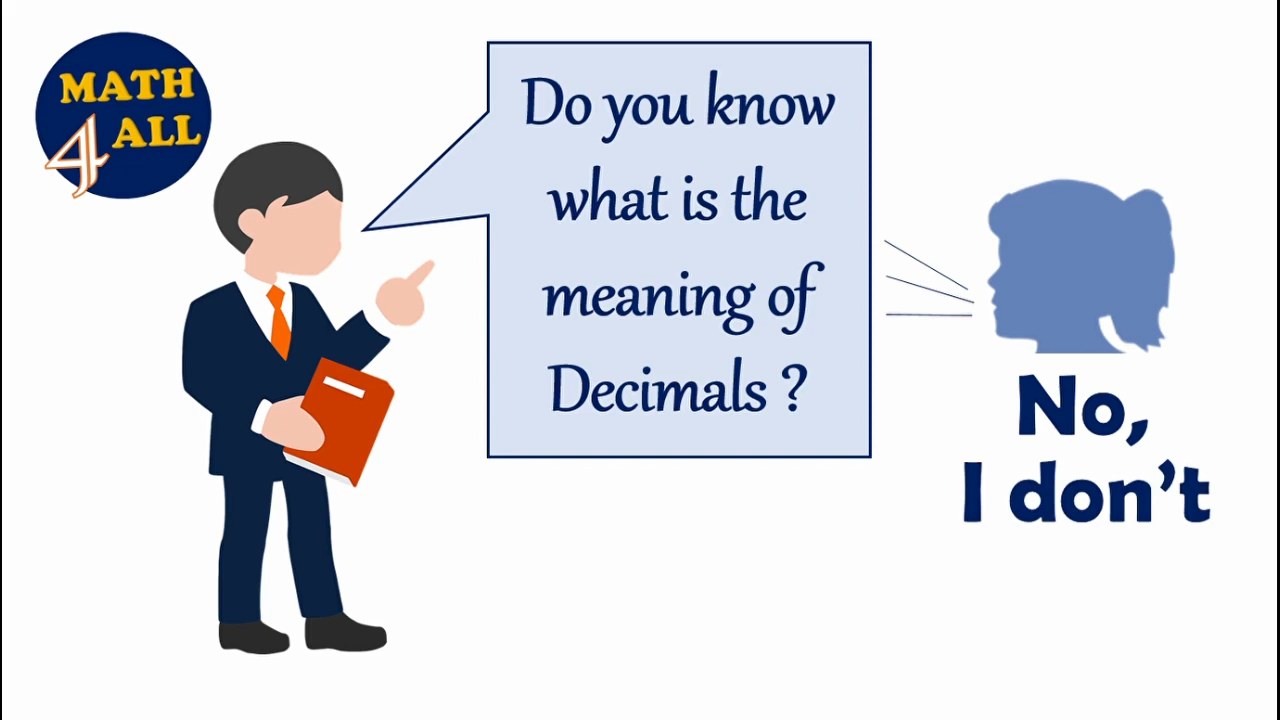 MATH
4 ALL
Do you know
what is the
meaning of
Decimals ?
No,
I don't